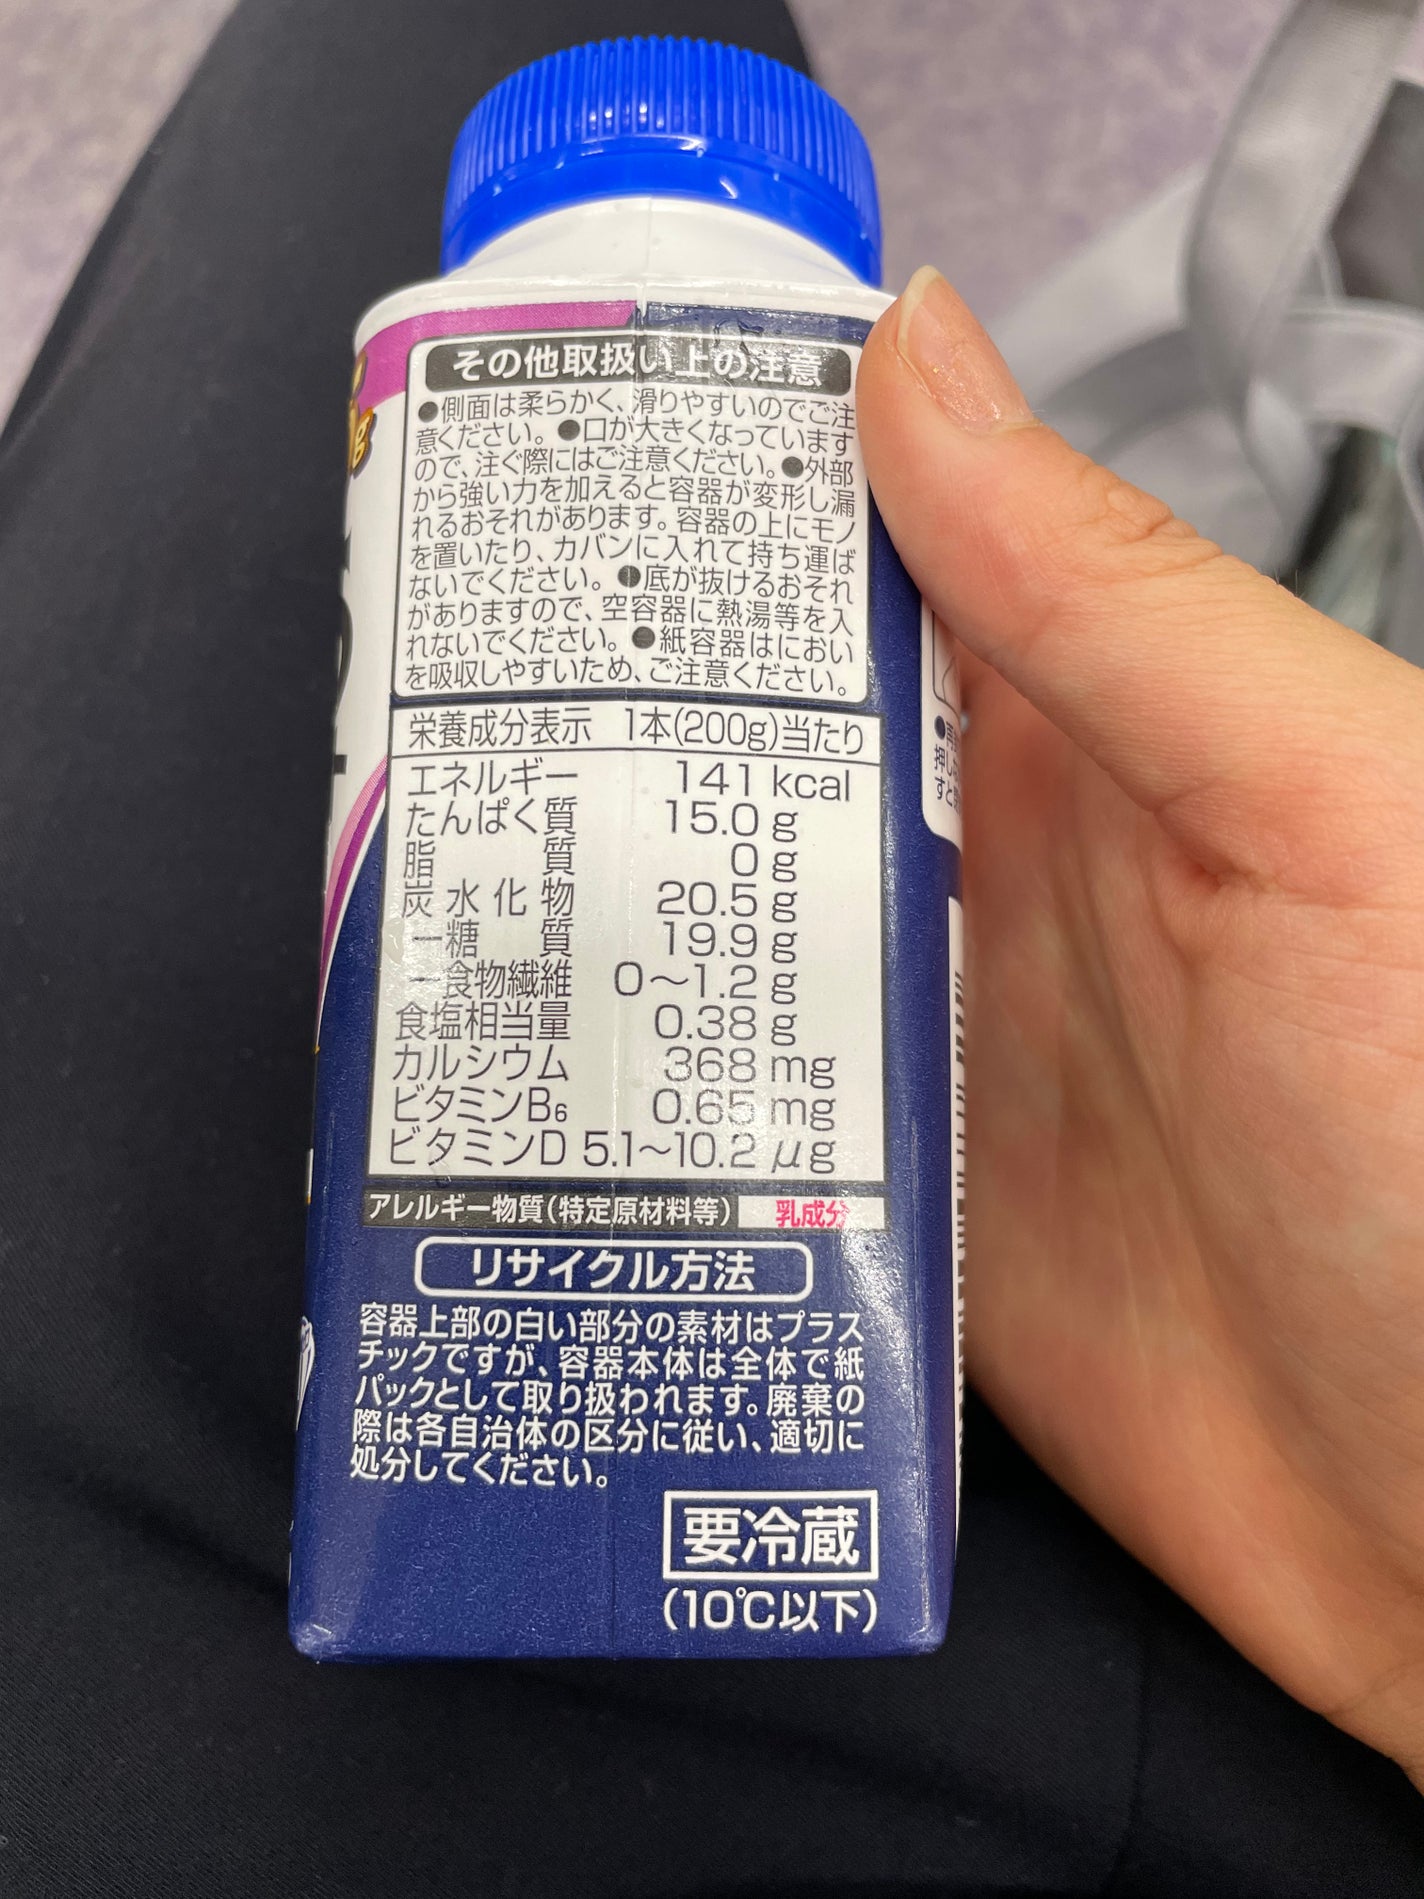 その他取扱い上の注意
●側面は柔らかく、滑りやすいのでご注
意ください。●口が大きくなっています
ので、注ぐ際にはご注意ください。●外部
から強い力を加えると容器が変形し漏
れるおそれがあります。容器の上にモノ
を置いたり、カバンに入れて持ち運ば
ないでください。●底が抜けるおそれ
がありますので、空容器に熱湯等を入
れないでください。●紙容器はにおい
を吸収しやすいため、ご注意ください。
栄養成分表示 1本(200g)当たり
エネルギー 141 kcal
たんぱく質 15.0 g
脂質 0 g
炭水化物 20.5 g
－糖質 19.9 g
－食物繊維 0～1.2 g
食塩相当量 0.38 g
カルシウム 368 mg
ビタミンB₆ 0.65 mg
ビタミンD 5.1～10.2 μg
アレルギー物質(特定原材料等) 乳成分
リサイクル方法
容器上部の白い部分の素材はプラス
チックですが、容器本体は全体で紙
パックとして取り扱われます。廃棄の
際は各自治体の区分に従い、適切に
処分してください。
要冷蔵
(10℃以下)